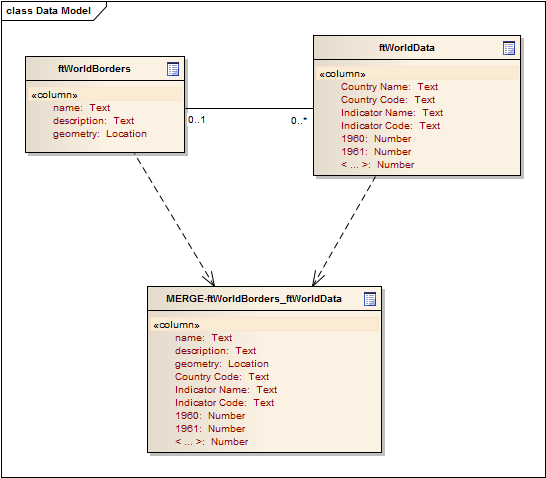 class Data Model
ftWorldBorders
«column»
name: Text
description: Text
geometry: Location
0..1
0..*
ftWorldData
«column»
Country Name: Text
Country Code: Text
Indicator Name: Text
Indicator Code: Text
1960: Number
1961: Number
< ... >: Number
MERGE-ftWorldBorders_ftWorldData
«column»
name: Text
description: Text
geometry: Location
Country Code: Text
Indicator Name: Text
Indicator Code: Text
1960: Number
1961: Number
< ... >: Number